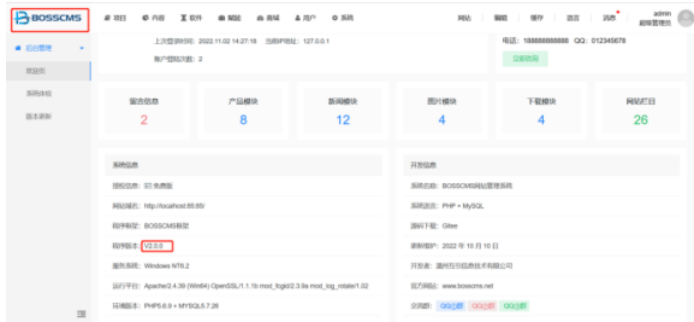 BOSSCMS
项目 内容 软件 赋能 商城 用户 系统 网站 编辑 缓存 语言 消息 admin
超级管理员
后台管理
上次登录时间: 2022.11.02 14:27:18 当前IP地址: 127.0.0.1
账户登陆次数: 2
电话: 188888888888 QQ: 012345678
欢迎页
系统体检
版本更新
留言信息 产品模块 新闻模块 图片模块 下载模块 网站栏目
2 8 12 4 4 26
系统信息
授权信息: 免费版
网站域名: http://localhost:89.85/
程序框架: BOSSCMS框架
程序版本: V2.0.0
服务系统: Windows NT6.2
运行平台: Apache/2.4.39 (Win64) OpenSSL/1.1.1b mod_fcgid/2.3.9a mod_log_rotate/1.02
环境版本: PHP5.6.9 + MYSQL5.7.26
开发信息
系统名称: BOSSCMS网站管理系统
系统语言: PHP + MySQL
源码下载: Gitee
更新维护: 2022 年 10 月 10 日
开发者: 温州互引信息技术有限公司
官方网站: www.bosscms.net
交流群: QQ①群 QQ②群 QQ③群